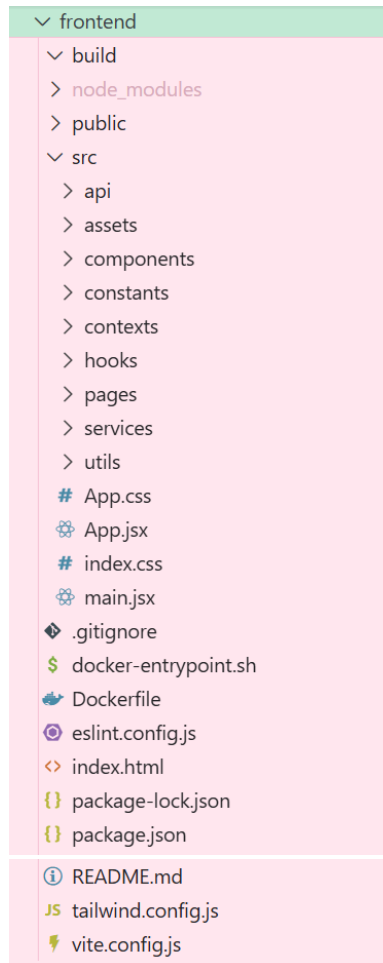 frontend
build
node_modules
public
src
api
assets
components
constants
contexts
hooks
pages
services
utils
# App.css
App.jsx
# index.css
main.jsx
.gitignore
$ docker-entrypoint.sh
Dockerfile
eslint.config.js
<> index.html
{} package-lock.json
{} package.json
README.md
JS tailwind.config.js
vite.config.js